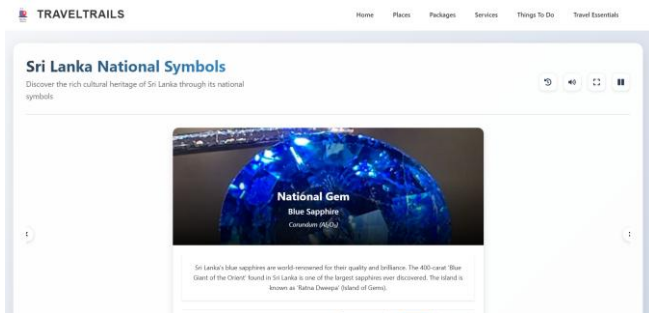 TRAVELTRAILS
Home Places Packages Services Things To Do Travel Essentials
Sri Lanka National Symbols
Discover the rich cultural heritage of Sri Lanka through its national
symbols
National Gem
Blue Sapphire
Corundum (Al₂O₃)
Sri Lanka's blue sapphires are world-renowned for their quality and brilliance. The 400-carat 'Blue
Giant of the Orient' found in Sri Lanka is one of the largest sapphires ever discovered. The island is
known as 'Ratna Dweepa' (Island of Gems).